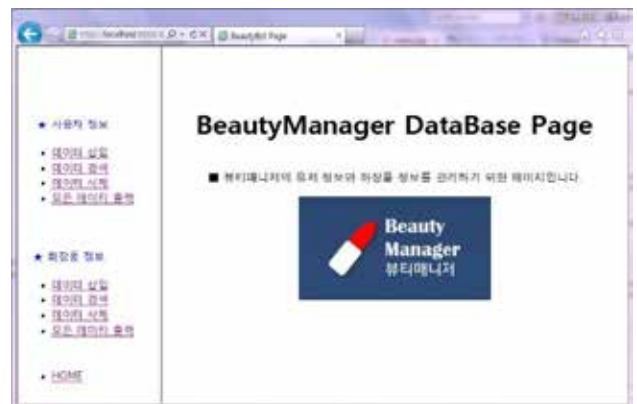 BeautyDB Page
★ 사용자 정보
• 데이터 삽입
• 데이터 검색
• 데이터 삭제
• 모든 데이터 출력
★ 화장품 정보
• 데이터 삽입
• 데이터 검색
• 데이터 삭제
• 모든 데이터 출력
• HOME
BeautyManager DataBase Page
■ 뷰티매니저의 유저 정보와 화장품 정보를 관리하기 위한 페이지입니다.
Beauty
Manager
뷰티매니저